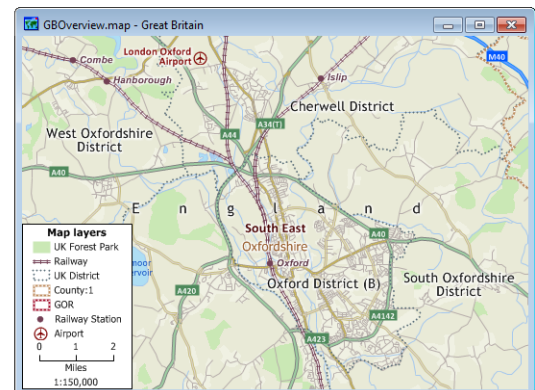 GBOverview.map - Great Britain
London Oxford
Airport
Combe
Hanborough
Islip
M40
Cherwell District
A44
A34(T)
West Oxfordshire
District
A40
E n g l a n d
South East
Oxfordshire
A40
Oxford
Oxford District (B)
South Oxfordshire
District
A420
A4142
A423
moor
ervoir
Map layers
UK Forest Park
Railway
UK District
County:1
GOR
Railway Station
Airport
0 1 2
Miles
1:150,000